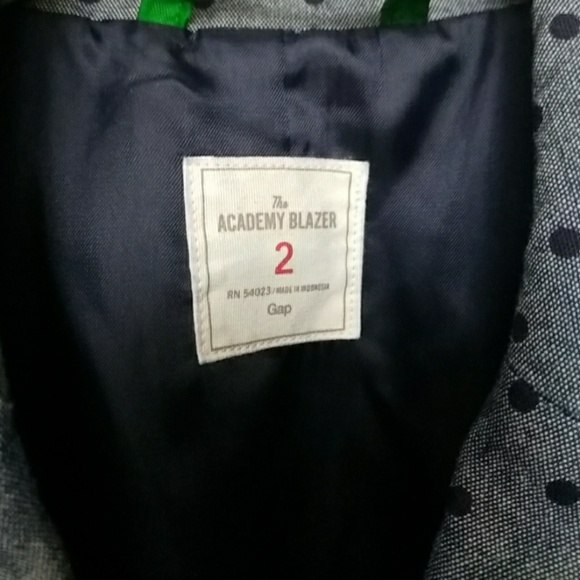 The
ACADEMY BLAZER
2
RN 54023/MADE IN INDONESIA
Gap